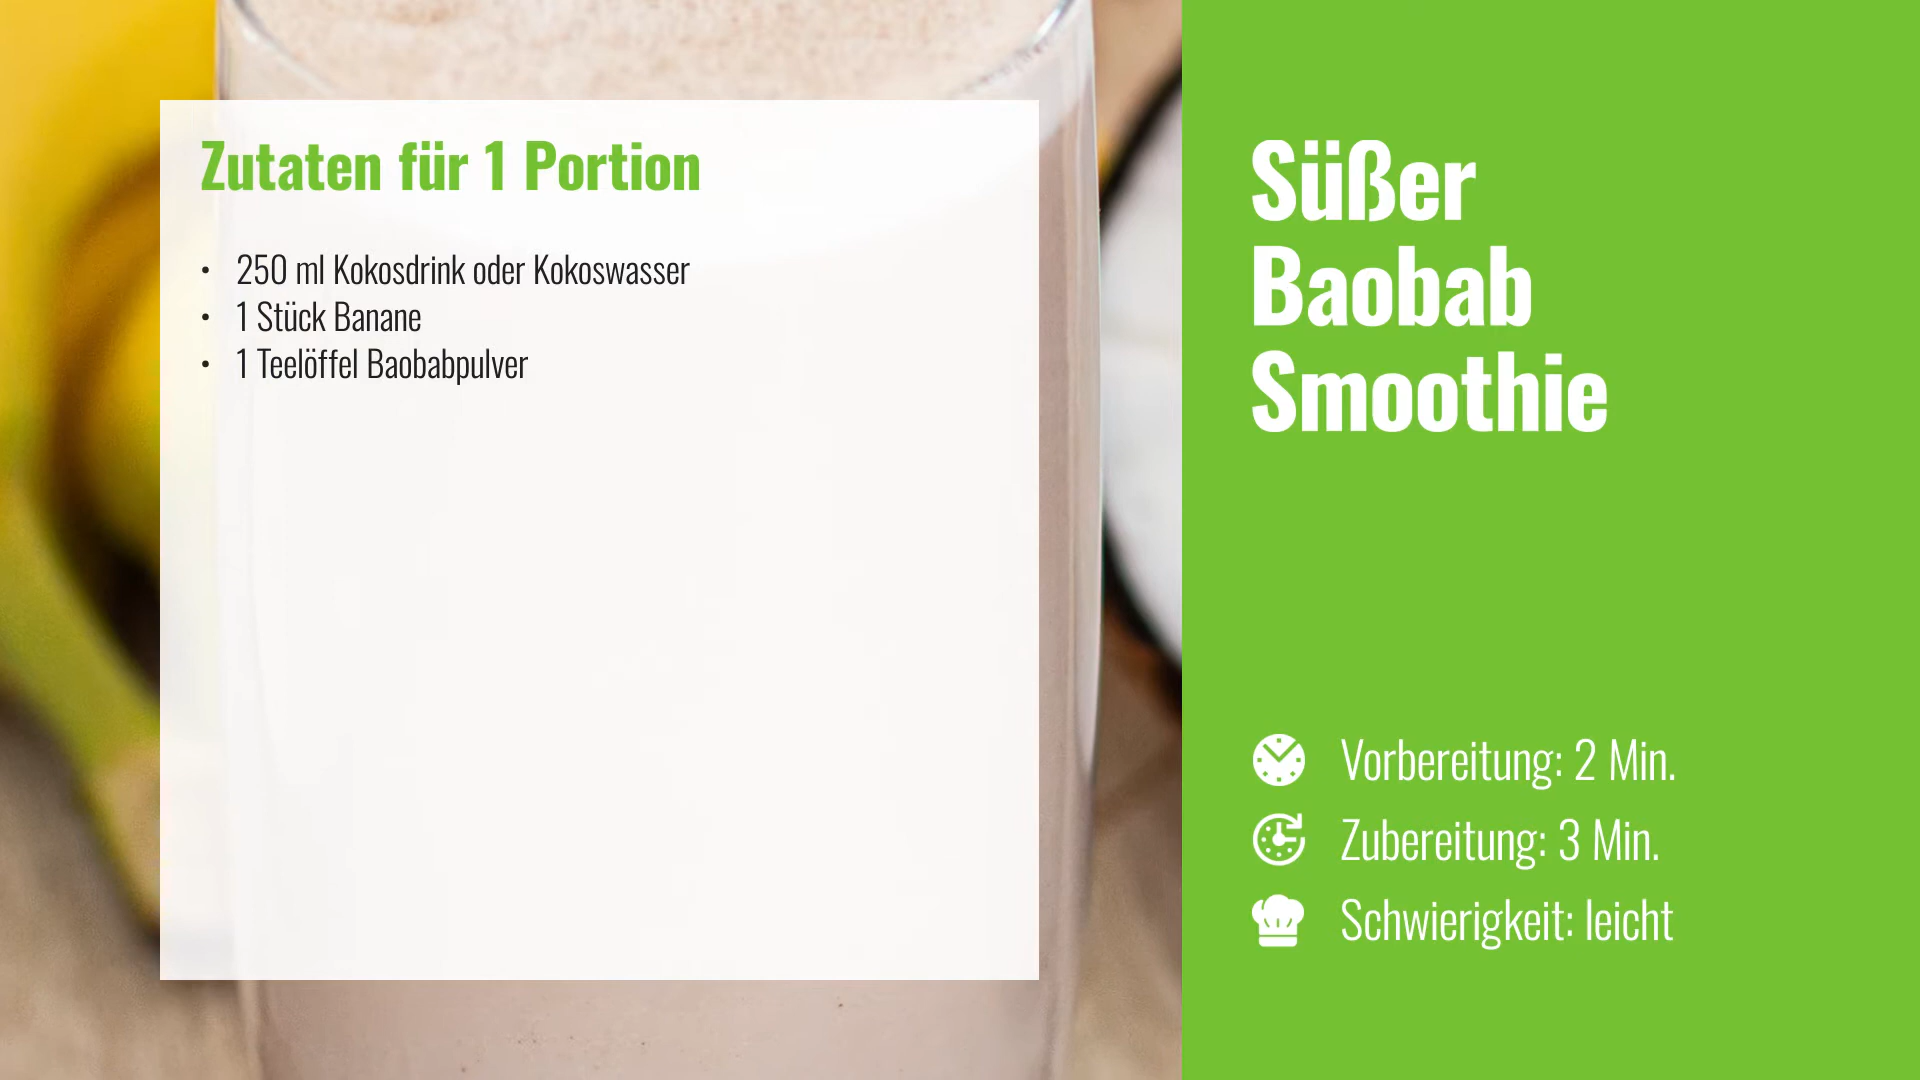 Zutaten für 1 Portion
• 250 ml Kokosdrink oder Kokoswasser
• 1 Stück Banane
• 1 Teelöffel Baobabpulver
Süßer
Baobab
Smoothie
Vorbereitung: 2 Min.
Zubereitung: 3 Min.
Schwierigkeit: leicht